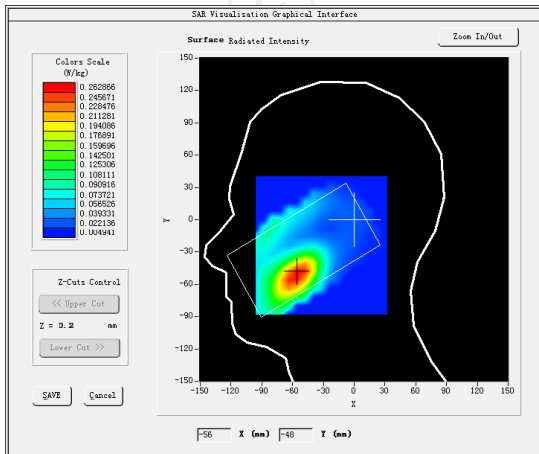 SAR Visualisation Graphical Interface
Surface Radiated Intensity
Zoom In/Out
Colors Scale
(W/kg)
0.262866
0.245671
0.228476
0.211281
0.194086
0.176891
0.159696
0.142501
0.125306
0.108111
0.090916
0.073721
0.056526
0.039331
0.022136
0.004941
Z-Cuts Control
<< Upper Cut
Z = 0.2 mm
Lower Cut >>
SAVE Cancel
150
120
90
60
30
0
-30
-60
-90
-120
-150
Y
-150 -120 -90 -60 -30 0 30 60 90 120 150
X
-56 X (mm) -48 Y (mm)